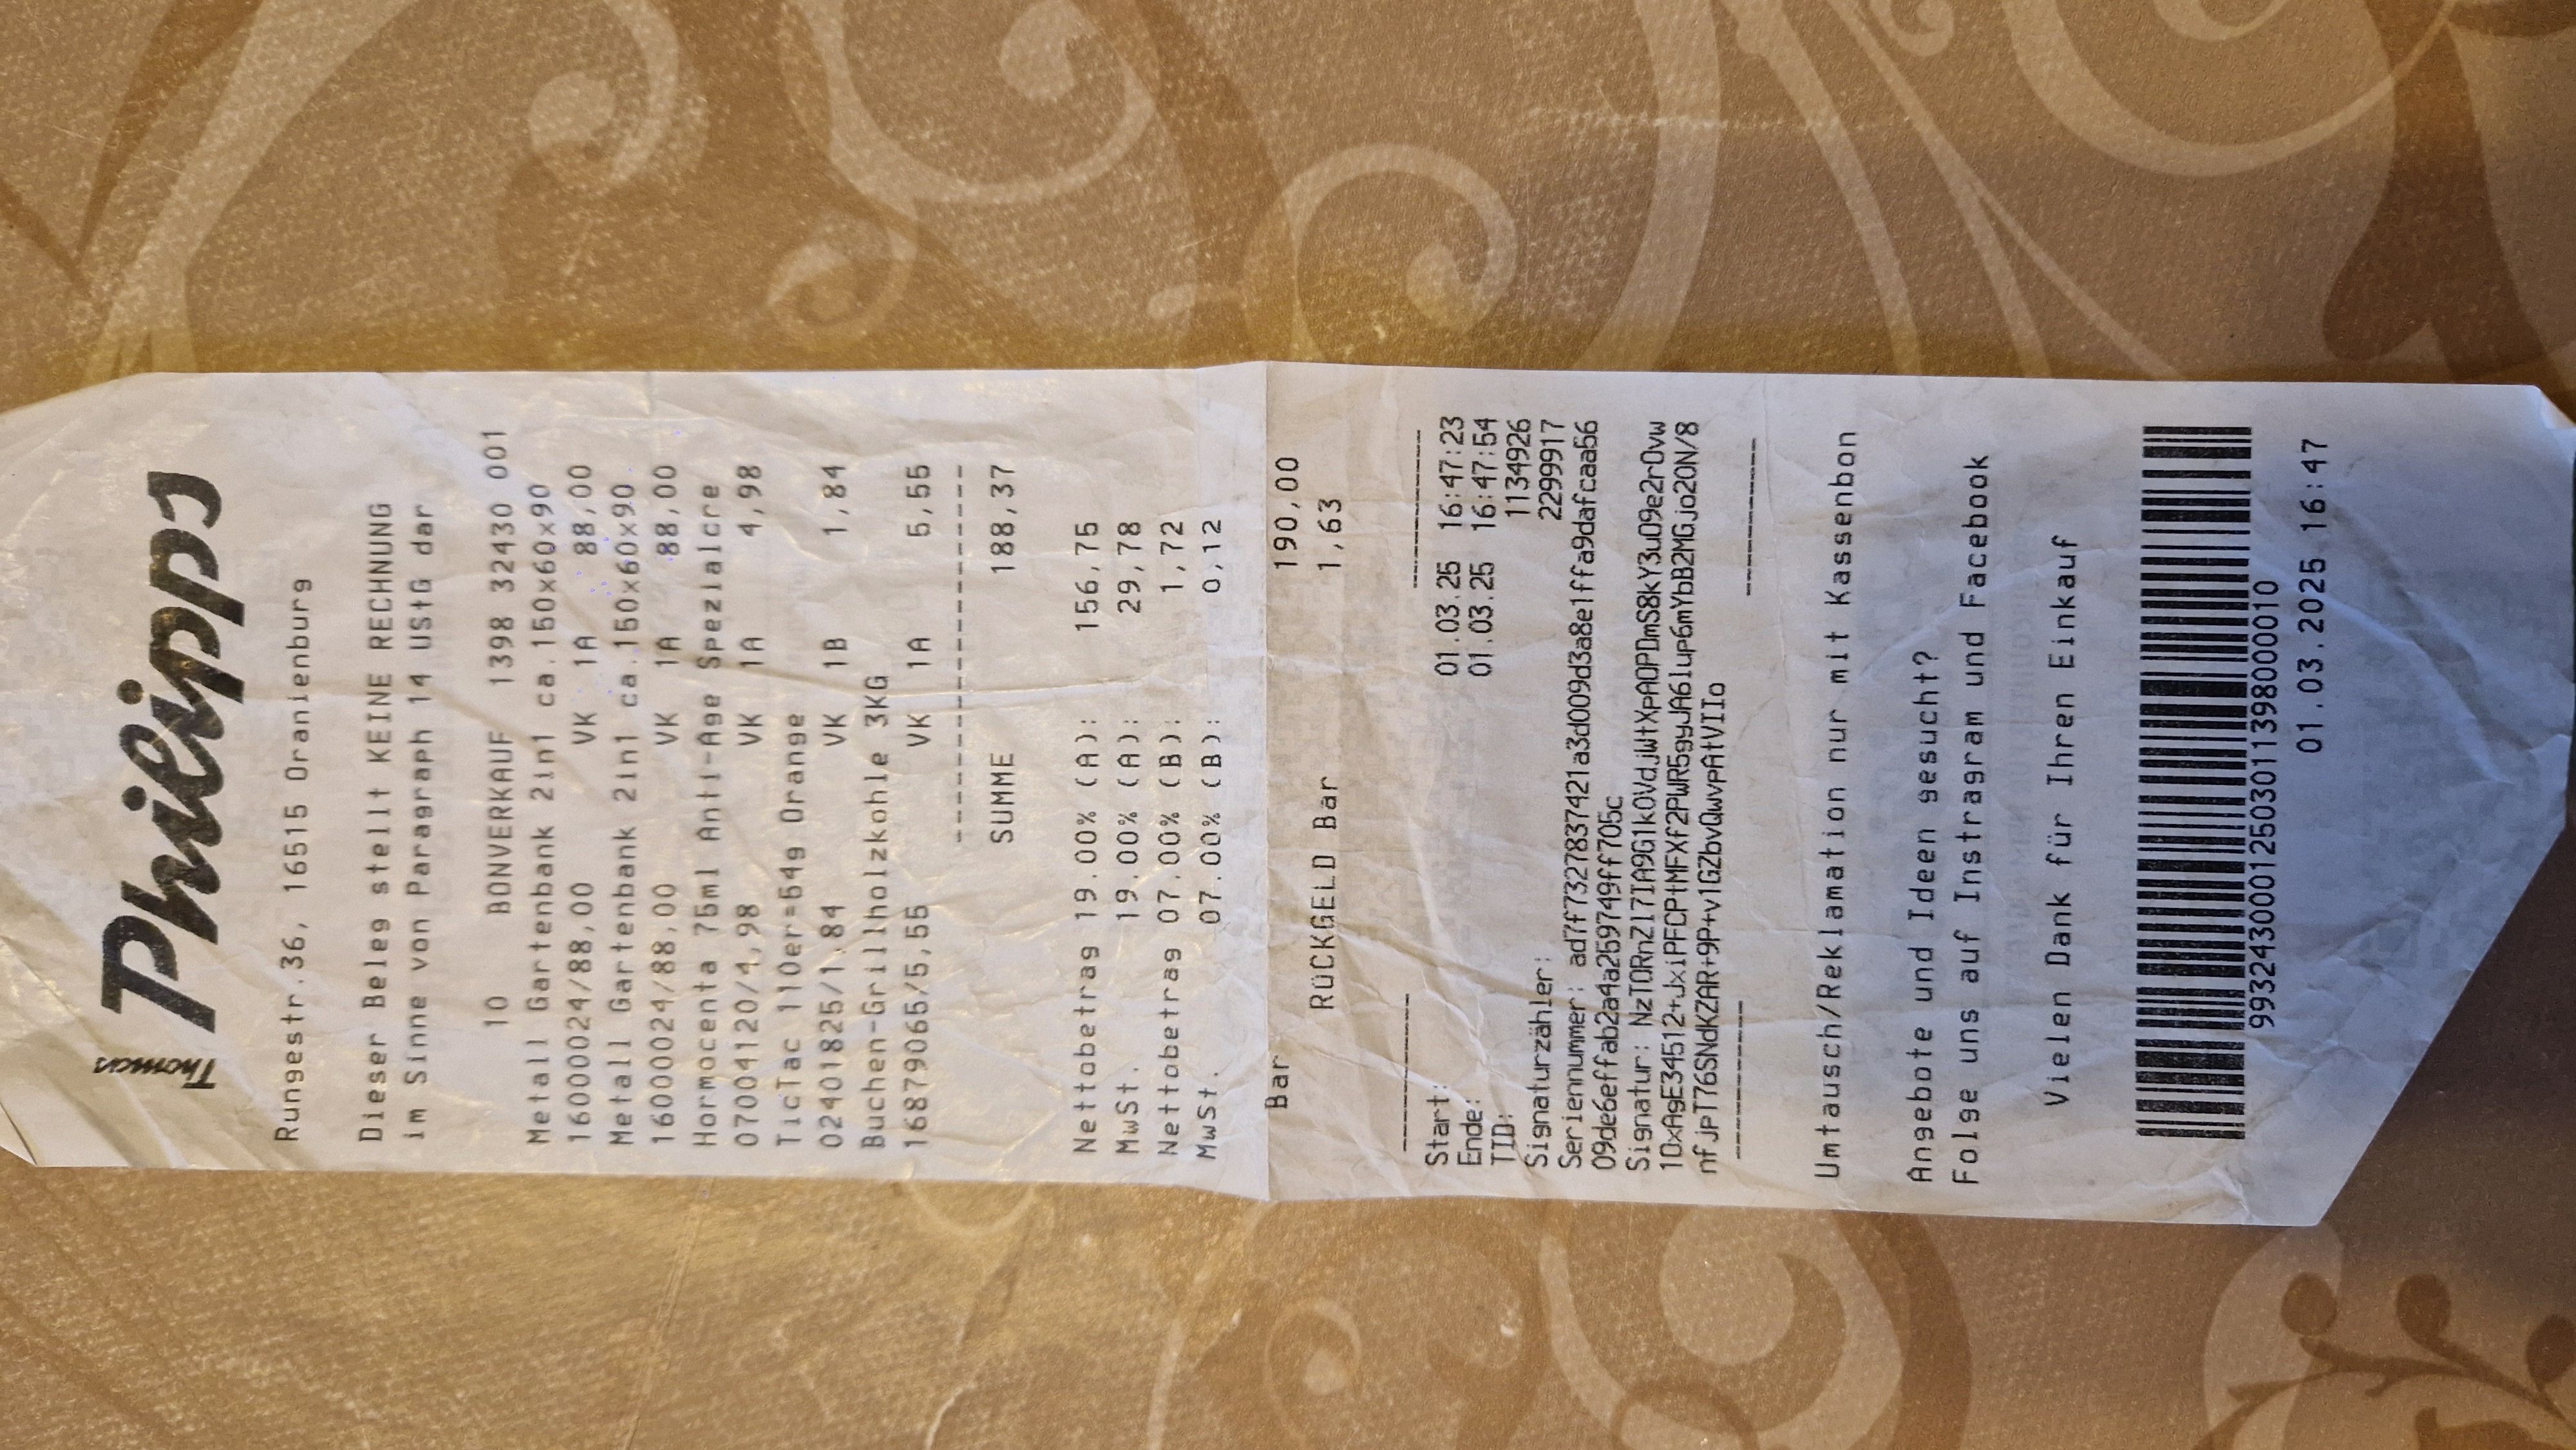 Thomas Philipps
Rungestr.36, 16515 Oranienburg
Dieser Beleg stellt KEINE RECHNUNG
im Sinne von Paragraph 14 UStG dar
10 BONVERKAUF 1398 32430 001
Metall Gartenbank 2in1 ca.150x60x90
16000024/88,00 VK 1A 88,00
Metall Gartenbank 2in1 ca.150x60x90
16000024/88,00 VK 1A 88,00
Hormocenta 75ml Anti-Age Spezialcre
07004120/4,98 VK 1A 4,98
TicTac 110er=54g Orange
02401825/1,84 VK 1B 1,84
Buchen-Grillholzkohle 3KG
16879065/5,55 VK 1A 5,55
SUMME 188,37
Nettobetrag 19.00% (A): 156,75
MwSt. 19.00% (A): 29,78
Nettobetrag 07.00% (B): 1,72
MwSt. 07.00% (B): 0,12
Bar 190,00
RÜCKGELD Bar 1,63
Start: 01.03.25 16:47:23
Ende: 01.03.25 16:47:54
TID: 1134926
Signaturzähler: 2299917
Seriennummer: ad7f7327837421a3d009d3a8e1ffa9dafcaa56
09de6effab2a4a259749ff705c
Signatur:
Umtausch/Reklamation nur mit Kassenbon
Angebote und Ideen gesucht?
Folge uns auf Instragram und Facebook
Vielen Dank für Ihren Einkauf
9932430001250301139800010
01.03.2025 16:47